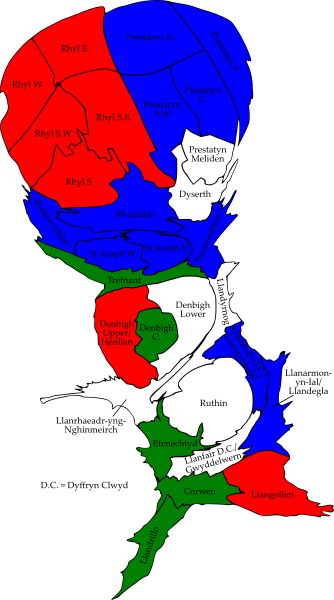 Rhyl E.
Prestatyn N.
Prestatyn E.
Rhyl W.
Prestatyn
C.
Prestatyn
S.W.
Rhyl S.E.
Rhyl S.W.
Prestatyn
Meliden
Rhyl S.
Dyserth
Rhuddlan
Bodelwyddan
Tremeirchion
St Asaph W.
St Asaph E.
Trefnant
Llandyrnog
Denbigh
Lower
Denbigh
Upper/
Henllan
Denbigh
C.
Llanbedr D.C./
Llangynhafal
Llanarmon-
yn-Ial/
Llandegla
Ruthin
Llanrhaeadr-yng-
Nghinmeirch
Efenechtyd
Llanfair D.C./
Gwyddelwern
D.C. = Dyffryn Clwyd
Corwen
Llangollen
Llandrillo